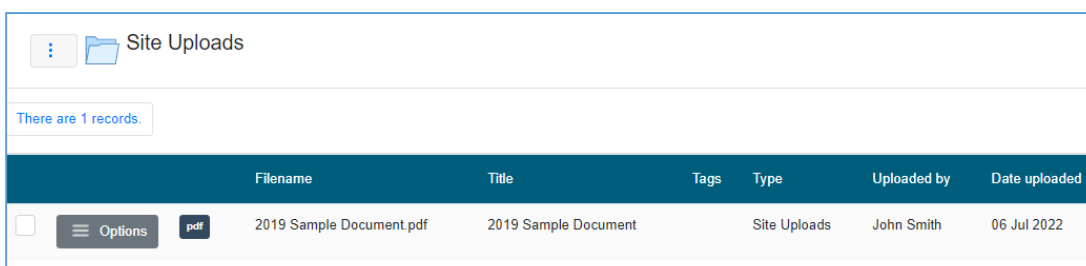 Site Uploads
There are 1 records.
Filename Title Tags Type Uploaded by Date uploaded
Options pdf 2019 Sample Document.pdf 2019 Sample Document Site Uploads John Smith 06 Jul 2022